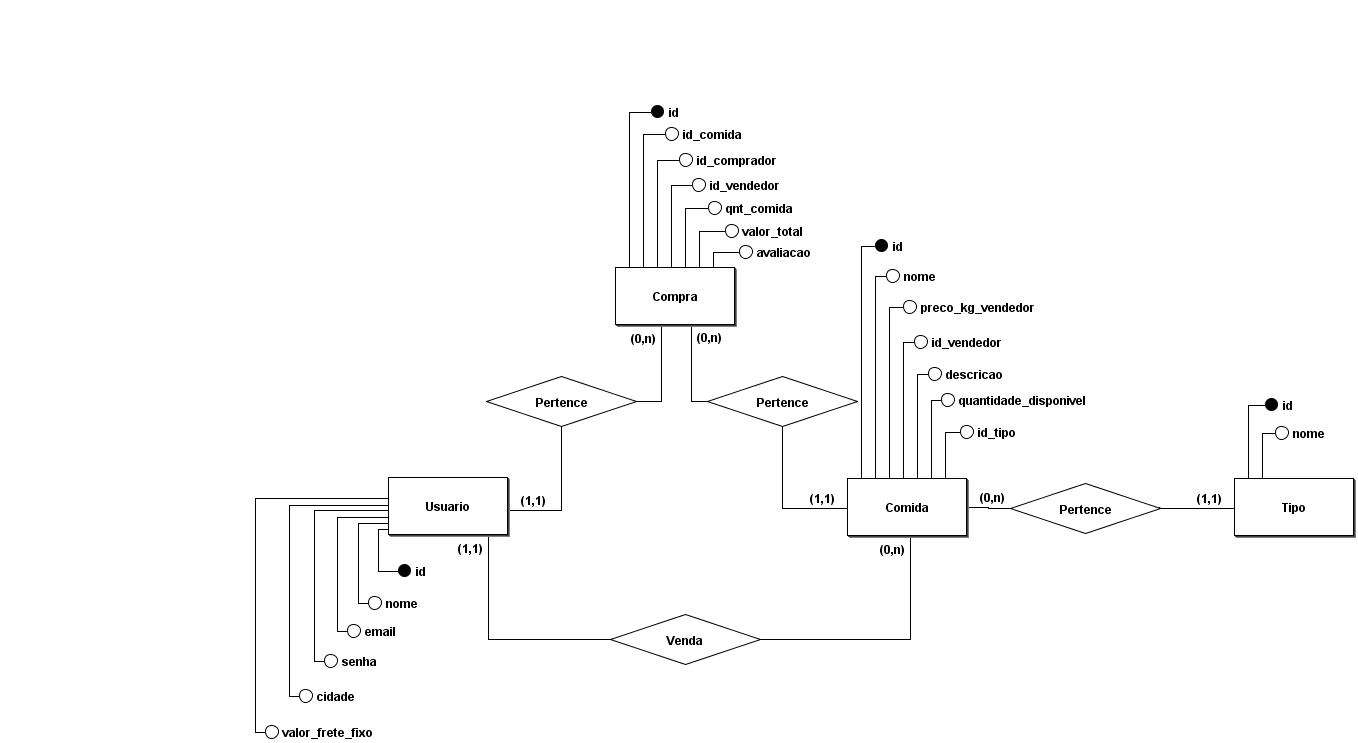 id
id_comida
id_comprador
id_vendedor
qnt_comida
valor_total
avaliacao
Compra
(0,n)
(0,n)
Pertence
Pertence
id
nome
preco_kg_vendedor
id_vendedor
descricao
quantidade_disponivel
id_tipo
id
nome
Usuario
(1,1)
(1,1)
Comida
(0,n)
Pertence
(1,1)
Tipo
(1,1)
(0,n)
id
nome
email
senha
cidade
valor_frete_fixo
Venda